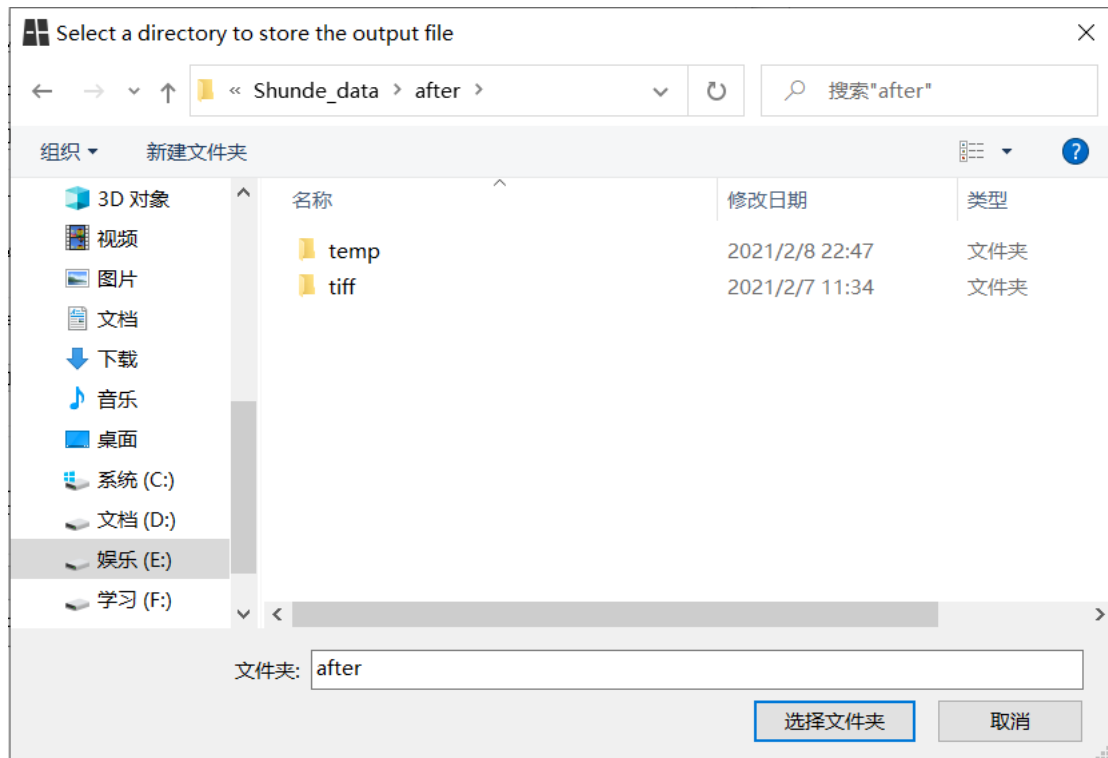 Select a directory to store the output file
« Shunde_data > after >
搜索"after"
组织 新建文件夹
名称 修改日期 类型
3D 对象
视频
图片
文档
下载
音乐
桌面
系统 (C:)
文档 (D:)
娱乐 (E:)
学习 (F:)
temp 2021/2/8 22:47 文件夹
tiff 2021/2/7 11:34 文件夹
文件夹: after
选择文件夹 取消